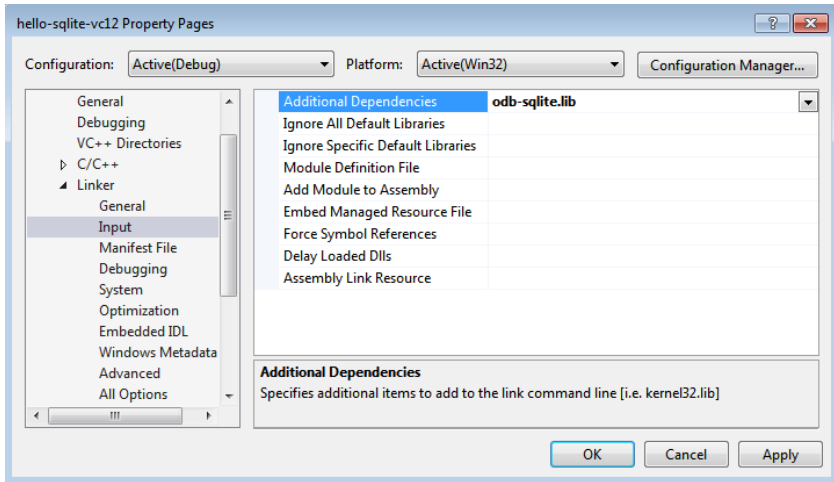 hello-sqlite-vc12 Property Pages
Configuration: Active(Debug) Platform: Active(Win32) Configuration Manager...
General
Debugging
VC++ Directories
C/C++
Linker
General
Input
Manifest File
Debugging
System
Optimization
Embedded IDL
Windows Metadata
Advanced
All Options
Additional Dependencies odb-sqlite.lib
Ignore All Default Libraries
Ignore Specific Default Libraries
Module Definition File
Add Module to Assembly
Embed Managed Resource File
Force Symbol References
Delay Loaded Dlls
Assembly Link Resource
Additional Dependencies
Specifies additional items to add to the link command line [i.e. kernel32.lib]
OK Cancel Apply